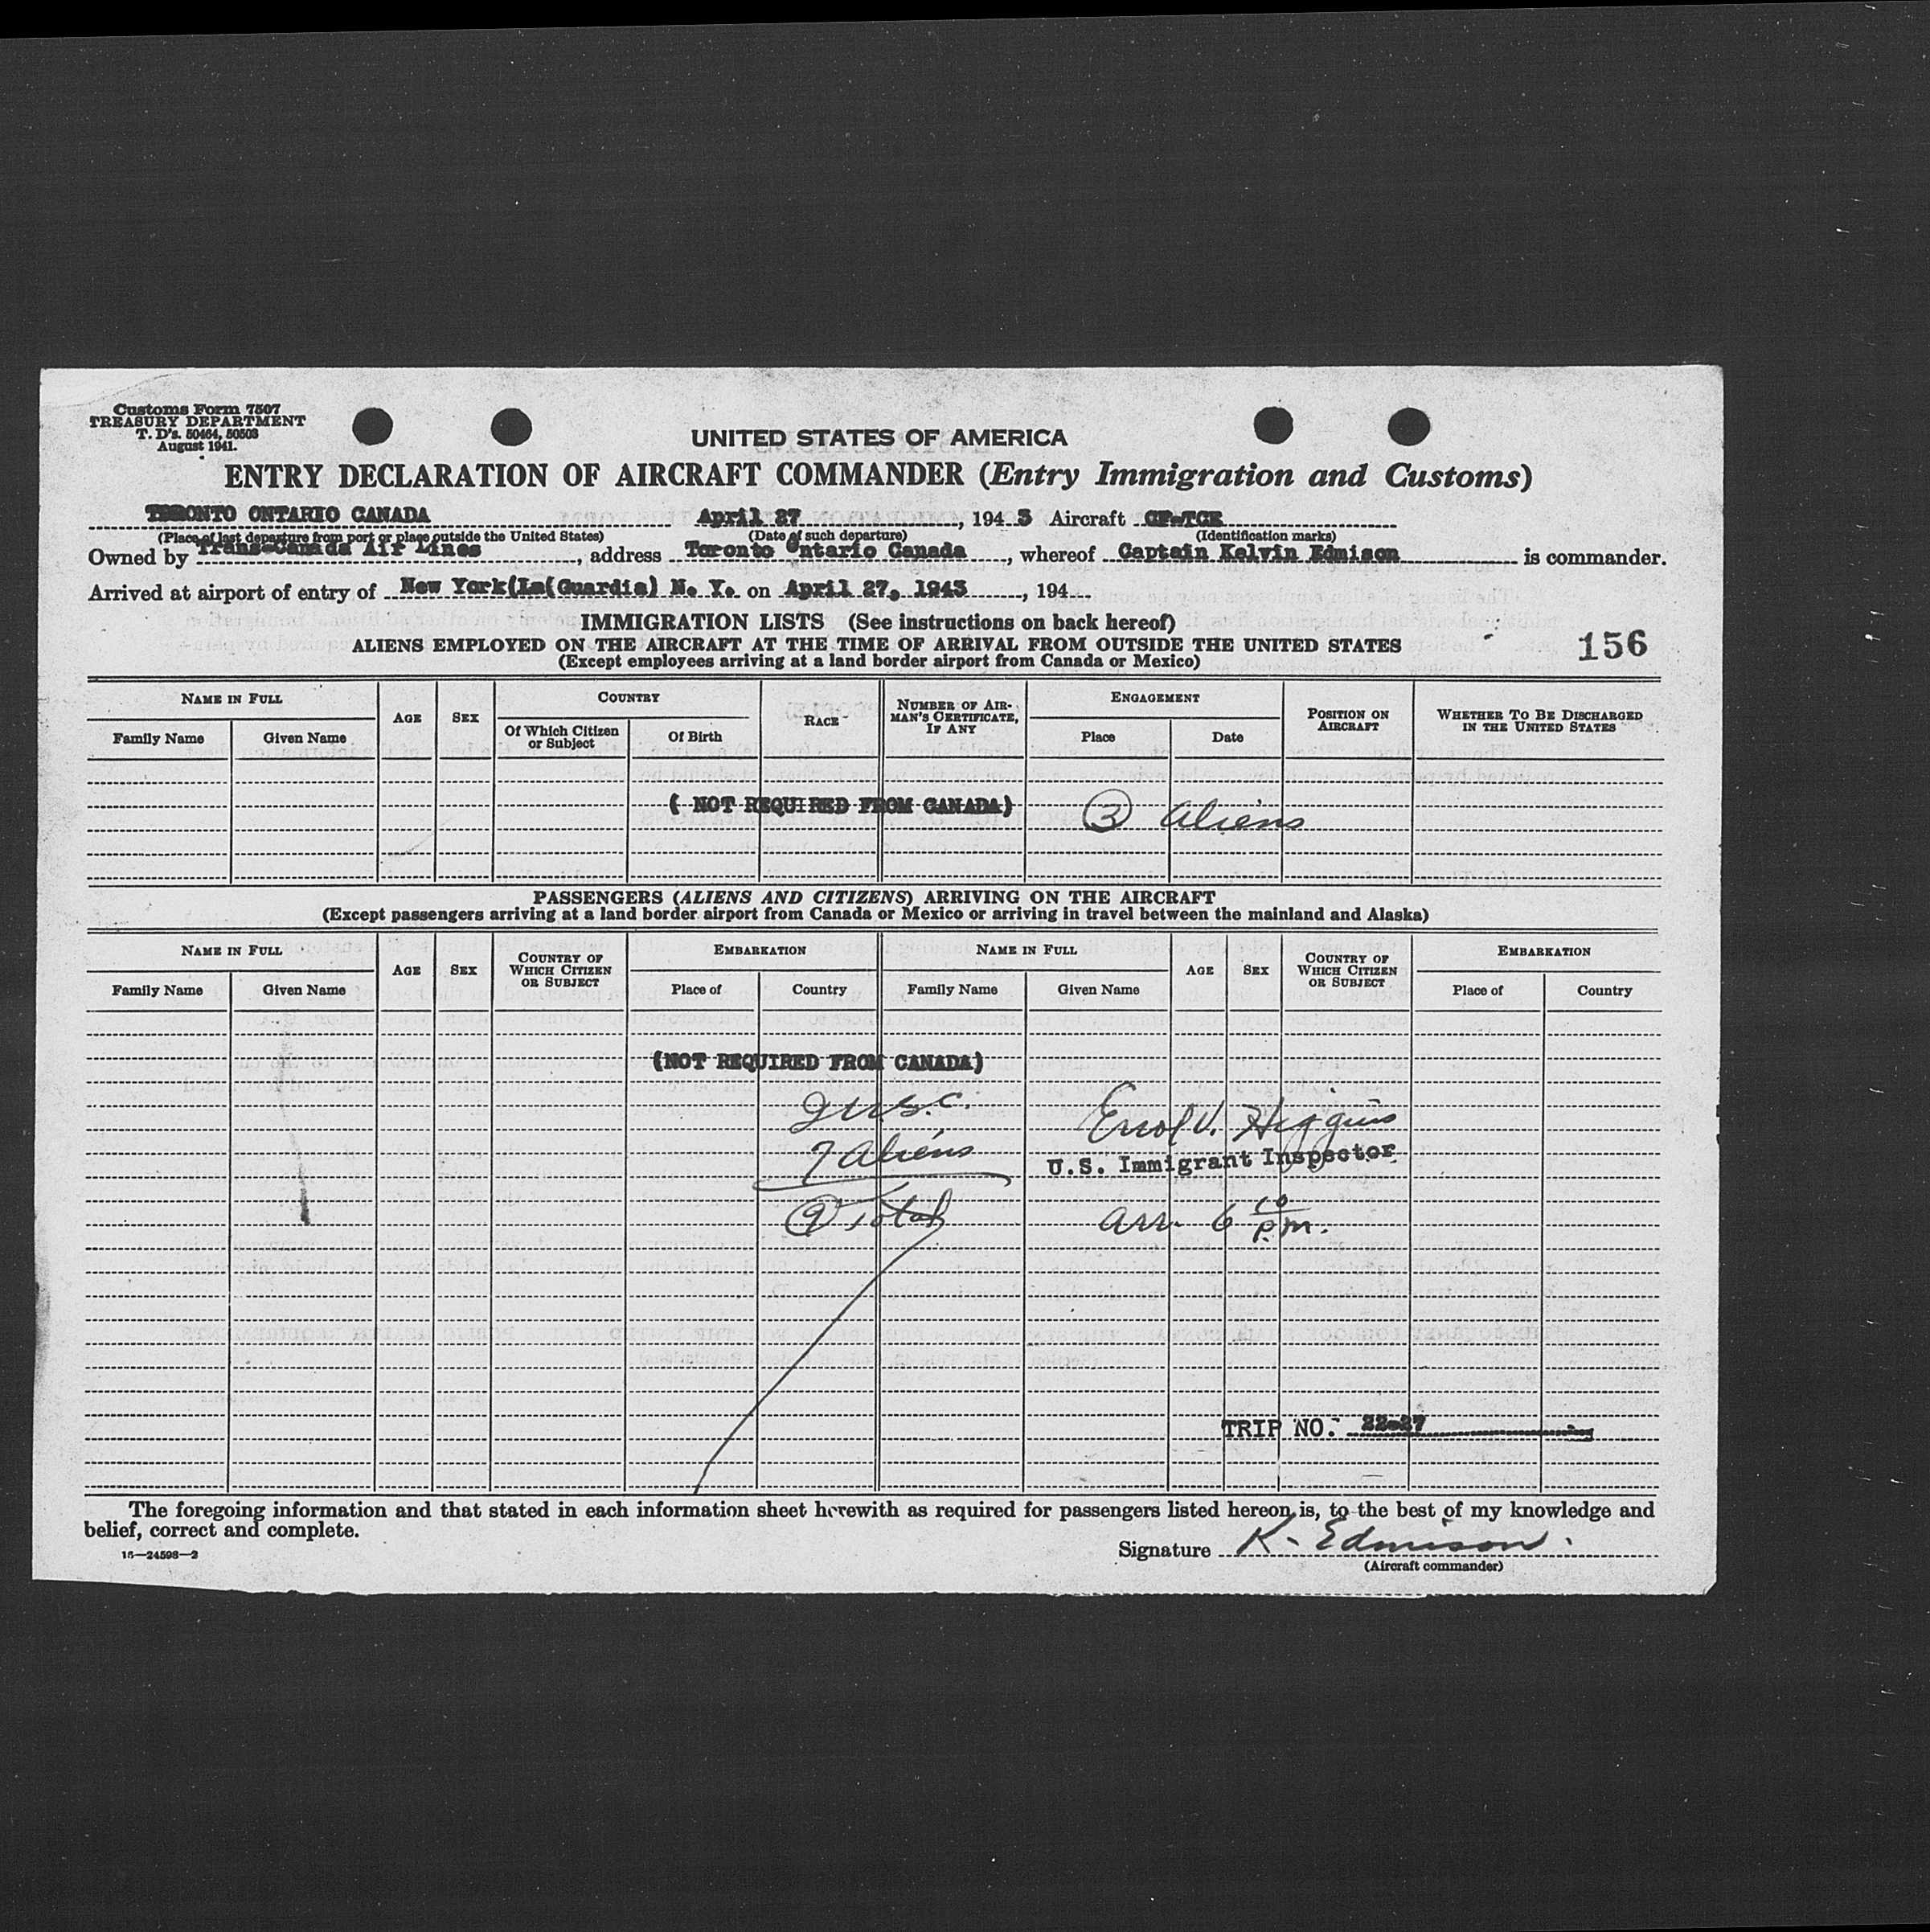 Customs Form 7507
TREASURY DEPARTMENT
T. D's. 50464, 50503
August 1941.
UNITED STATES OF AMERICA
ENTRY DECLARATION OF AIRCRAFT COMMANDER (Entry Immigration and Customs)
TORONTO ONTARIO CANADA April 27, 194 3 Aircraft CF-TCK
(Place of last departure from port or place outside the United States) (Date of such departure) (Identification marks)
Owned by Trans-Canada Air Lines, address Toronto Ontario Canada, whereof Captain Kelvin Edmison is commander.
Arrived at airport of entry of New York(La(Guardia) N. Y. on April 27, 1943, 194
IMMIGRATION LISTS (See instructions on back hereof)
ALIENS EMPLOYED ON THE AIRCRAFT AT THE TIME OF ARRIVAL FROM OUTSIDE THE UNITED STATES
156
(Except employees arriving at a land border airport from Canada or Mexico)
NAME IN FULL AGE SEX COUNTRY RACE NUMBER OF AIRMAN'S CERTIFICATE, IF ANY ENGAGEMENT POSITION ON AIRCRAFT WHETHER TO BE DISCHARGED IN THE UNITED STATES
Family Name Given Name Of Which Citizen or Subject Of Birth Place Date
( NOT REQUIRED FROM CANADA) 3 Aliens
PASSENGERS (ALIENS AND CITIZENS) ARRIVING ON THE AIRCRAFT
(Except passengers arriving at a land border airport from Canada or Mexico or arriving in travel between the mainland and Alaska)
NAME IN FULL AGE SEX COUNTRY OF WHICH CITIZEN OR SUBJECT EMBARKATION NAME IN FULL AGE SEX COUNTRY OF WHICH CITIZEN OR SUBJECT EMBARKATION
Family Name Given Name Place of Country Family Name Given Name Place of Country
(NOT REQUIRED FROM CANADA)
2 U.S.C. Errol V. Higgins
7 Aliens U.S. Immigrant Inspector
9 Total arr. 6 10 P.m.
TRIP NO. 22-27
The foregoing information and that stated in each information sheet herewith as required for passengers listed hereon is, to the best of my knowledge and
belief, correct and complete.
16—24598—2
Signature K. Edmison
(Aircraft commander)